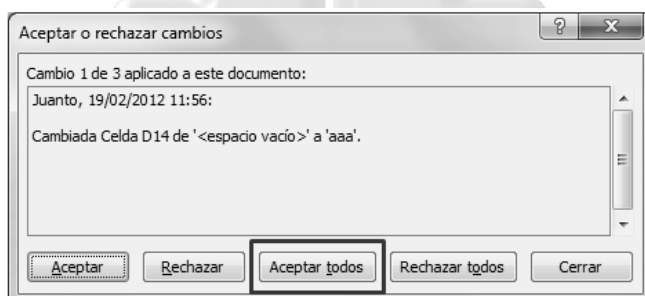 Aceptar o rechazar cambios
Cambio 1 de 3 aplicado a este documento:
Juanto, 19/02/2012 11:56:
Cambiada Celda D14 de '<espacio vacío>' a 'aaa'.
Aceptar Rechazar Aceptar todos Rechazar todos Cerrar